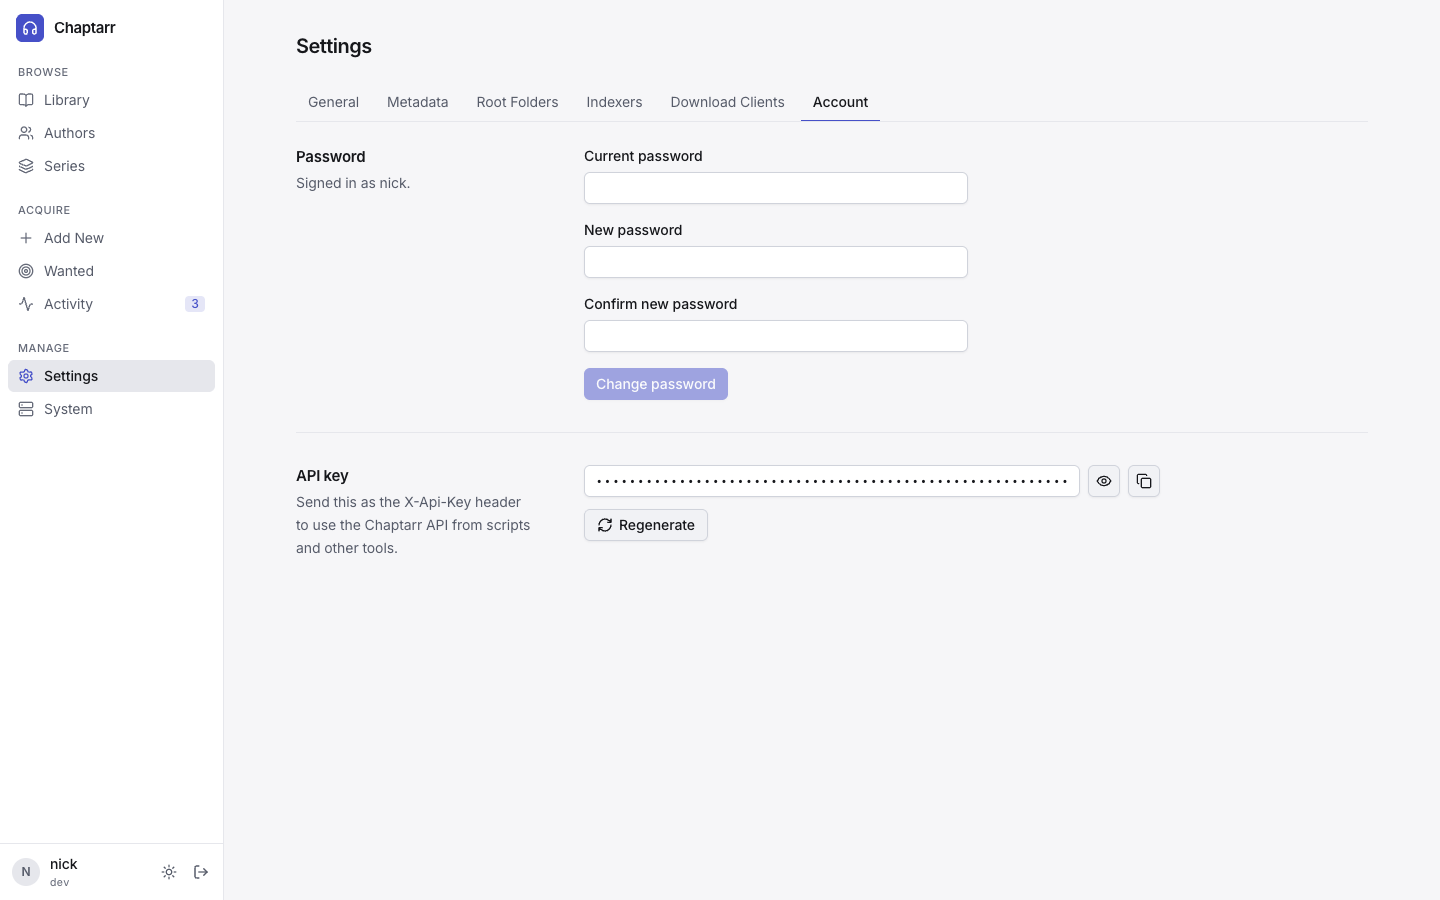 Chaptarr
BROWSE
Library
Authors
Series
ACQUIRE
Add New
Wanted
Activity
3
MANAGE
Settings
System
N
nick
dev
Settings
General
Metadata
Root Folders
Indexers
Download Clients
Account
Password
Signed in as nick.
Current password
New password
Confirm new password
Change password
API key
Send this as the X-Api-Key header
to use the Chaptarr API from scripts
and other tools.
Regenerate